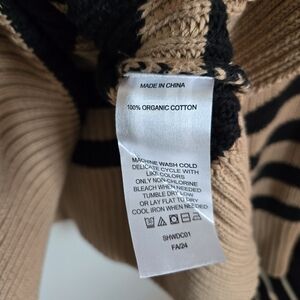 MADE IN CHINA
100% ORGANIC COTTON
MACHINE WASH COLD
DELICATE CYCLE WITH
LIKE COLORS
ONLY NON-CHLORINE
BLEACH WHEN NEEDED
TUMBLE DRY LOW
OR LAY FLAT TO DRY
COOL IRON WHEN NEEDED
SHWDC01
FA/24